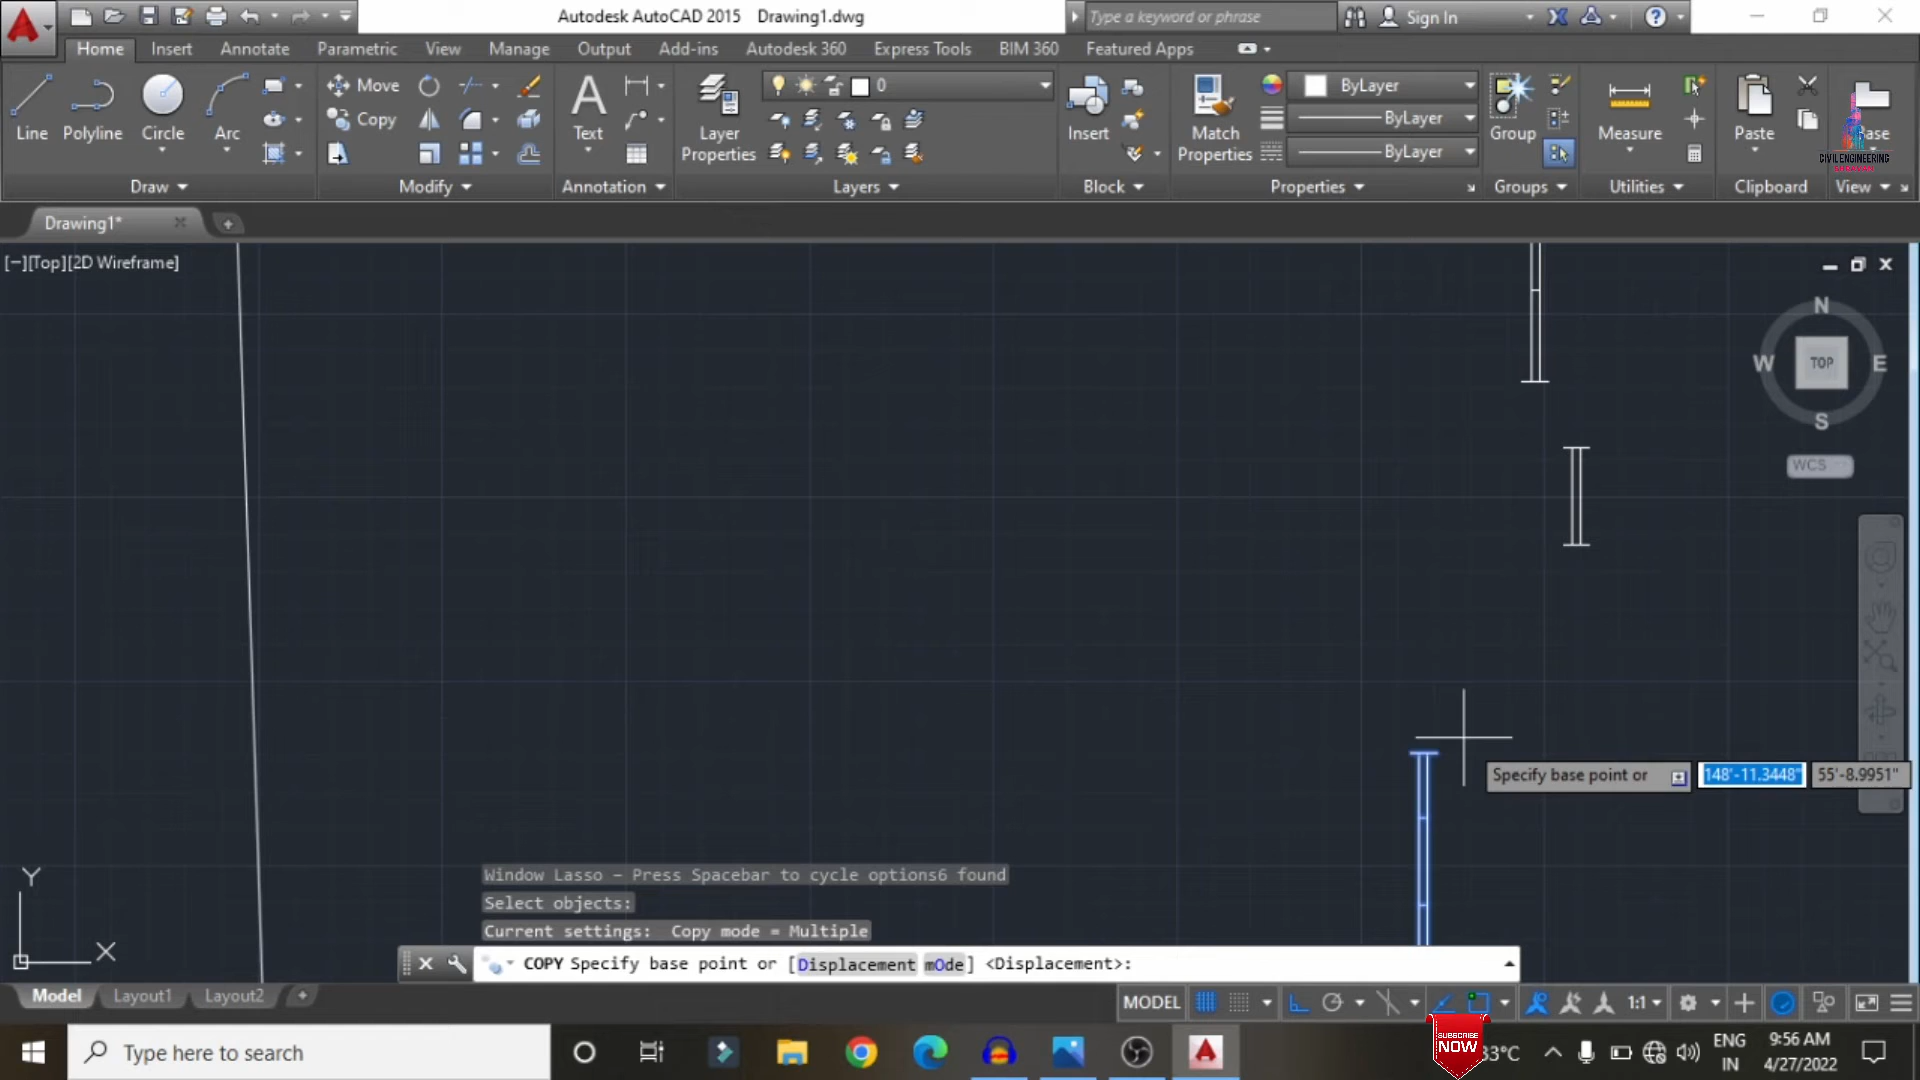 Autodesk AutoCAD 2015 Drawing1.dwg
Type a keyword or phrase
Sign In
Home Insert Annotate Parametric View Manage Output Add-ins Autodesk 360 Express Tools BIM 360 Featured Apps
Line Polyline Circle Arc
Move
Copy
Text
Layer
Properties
0
Insert
Match
Properties
ByLayer
ByLayer
ByLayer
Group
Measure
Paste
Base
CIVIL ENGINEERING
Draw Modify Annotation Layers Block Properties Groups Utilities Clipboard View
Drawing1*
[−][Top][2D Wireframe]
N
W TOP E
S
WCS
Specify base point or 148'-11.3448" 55'-8.9951"
Window Lasso - Press Spacebar to cycle options6 found
Select objects:
Current settings: Copy mode = Multiple
COPY Specify base point or [Displacement mOde] <Displacement>:
Y
X
Model Layout1 Layout2
MODEL 1:1
SUBSCRIBE
NOW
Type here to search
33°C
ENG
IN
9:56 AM
4/27/2022